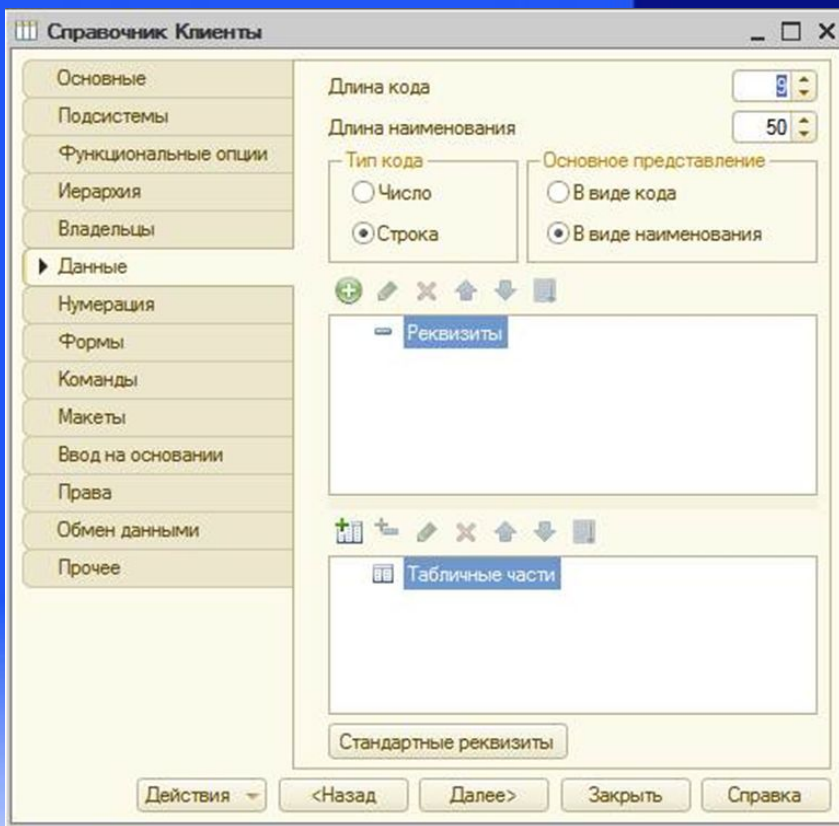 Справочник Клиенты
Основные
Подсистемы
Функциональные опции
Иерархия
Владельцы
Данные
Нумерация
Формы
Команды
Макеты
Ввод на основании
Права
Обмен данными
Прочее
Длина кода 9
Длина наименования 50
Тип кода
Число
Строка
Основное представление
В виде кода
В виде наименования
Реквизиты
Табличные части
Стандартные реквизиты
Действия <Назад Далее> Закрыть Справка